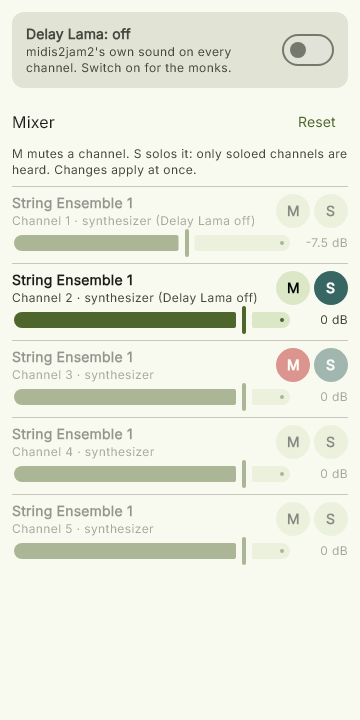 Delay Lama: off
midis2jam2's own sound on every
channel. Switch on for the monks.
Mixer
Reset
M mutes a channel. S solos it: only soloed channels are
heard. Changes apply at once.
String Ensemble 1
M S
Channel 1 · synthesizer (Delay Lama off)
-7.5 dB
String Ensemble 1
M S
Channel 2 · synthesizer (Delay Lama off)
0 dB
String Ensemble 1
M S
Channel 3 · synthesizer
0 dB
String Ensemble 1
M S
Channel 4 · synthesizer
0 dB
String Ensemble 1
M S
Channel 5 · synthesizer
0 dB